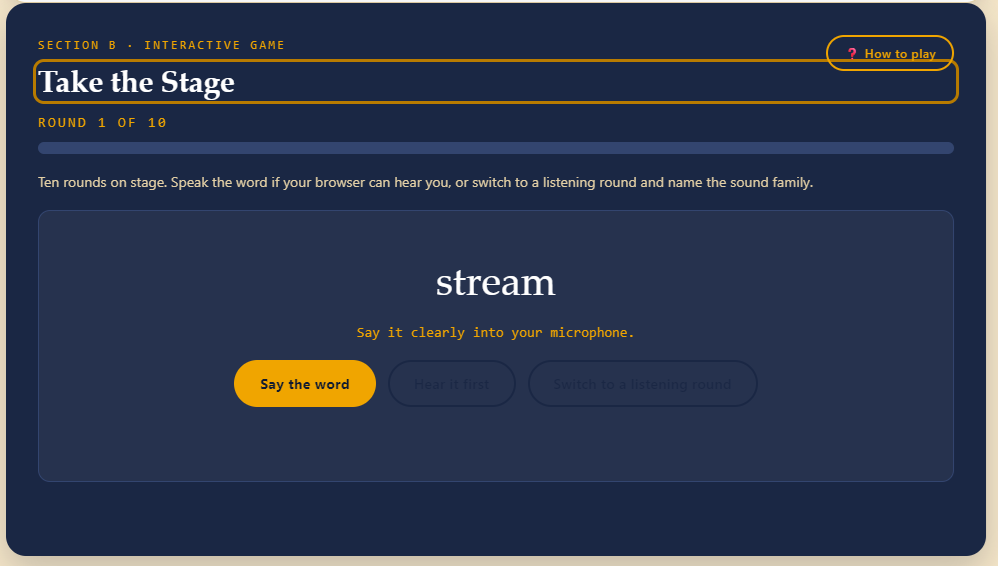 SECTION B · INTERACTIVE GAME
❓ How to play
Take the Stage
ROUND 1 OF 10
Ten rounds on stage. Speak the word if your browser can hear you, or switch to a listening round and name the sound family.
stream
Say it clearly into your microphone.
Say the word
Hear it first
Switch to a listening round